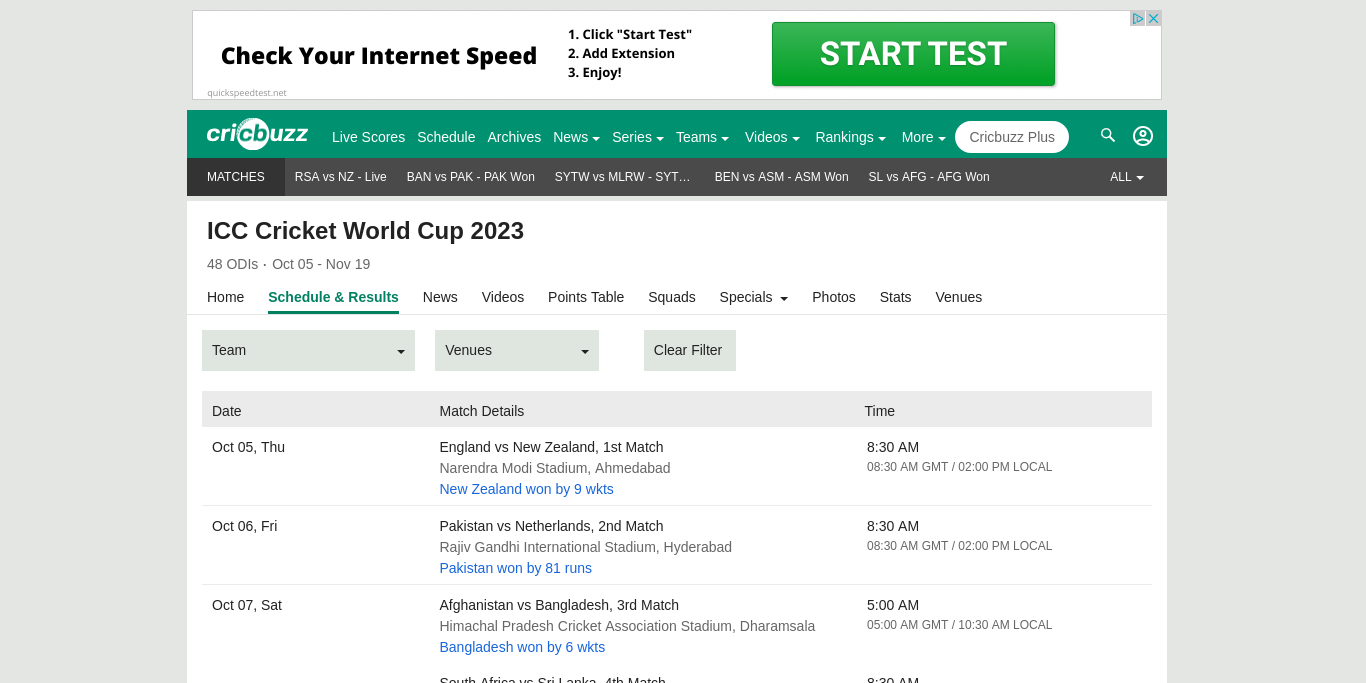 Check Your Internet Speed
1. Click "Start Test"
2. Add Extension
3. Enjoy!
START TEST
quickspeedtest.net
cricbuzz
Live Scores Schedule Archives News Series Teams Videos Rankings More Cricbuzz Plus
MATCHES RSA vs NZ - Live BAN vs PAK - PAK Won SYTW vs MLRW - SYT... BEN vs ASM - ASM Won SL vs AFG - AFG Won ALL
ICC Cricket World Cup 2023
48 ODIs · Oct 05 - Nov 19
Home Schedule & Results News Videos Points Table Squads Specials Photos Stats Venues
Team Venues Clear Filter
Date Match Details Time
Oct 05, Thu England vs New Zealand, 1st Match 8:30 AM
Narendra Modi Stadium, Ahmedabad 08:30 AM GMT / 02:00 PM LOCAL
New Zealand won by 9 wkts
Oct 06, Fri Pakistan vs Netherlands, 2nd Match 8:30 AM
Rajiv Gandhi International Stadium, Hyderabad 08:30 AM GMT / 02:00 PM LOCAL
Pakistan won by 81 runs
Oct 07, Sat Afghanistan vs Bangladesh, 3rd Match 5:00 AM
Himachal Pradesh Cricket Association Stadium, Dharamsala 05:00 AM GMT / 10:30 AM LOCAL
Bangladesh won by 6 wkts
South Africa vs Sri Lanka, 4th Match 8:30 AM